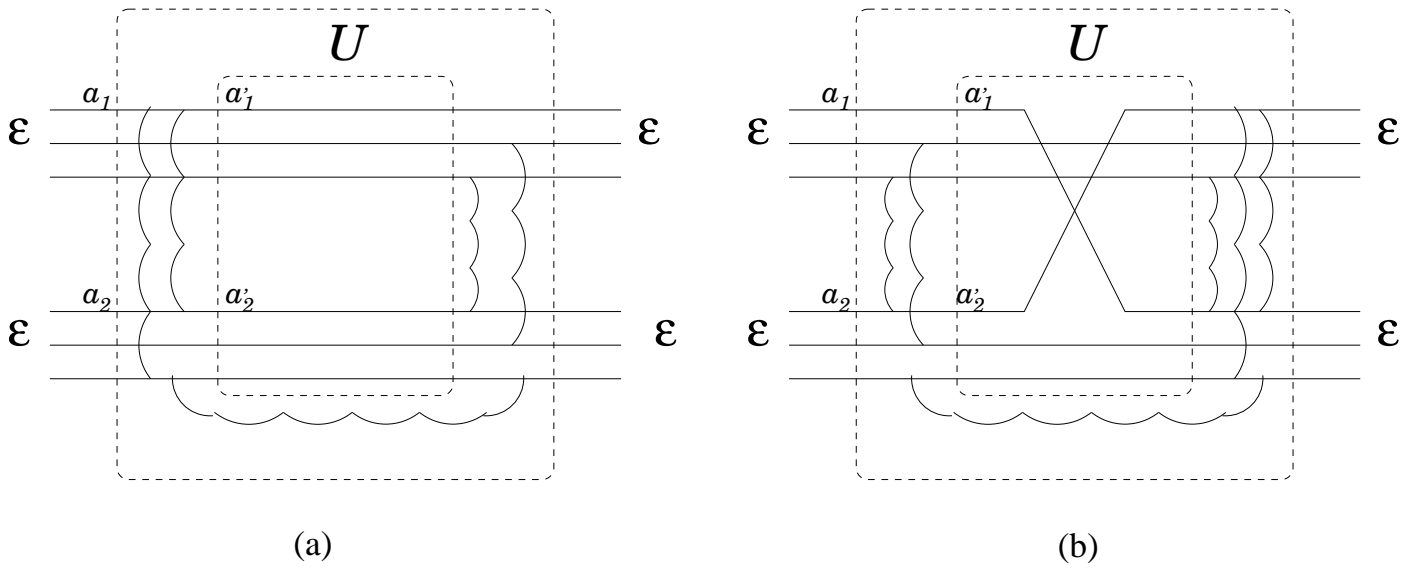 U U
a₁ a'₁ a₁ a'₁
ε ε ε ε
a₂ a'₂ a₂ a'₂
ε ε ε ε
(a) (b)